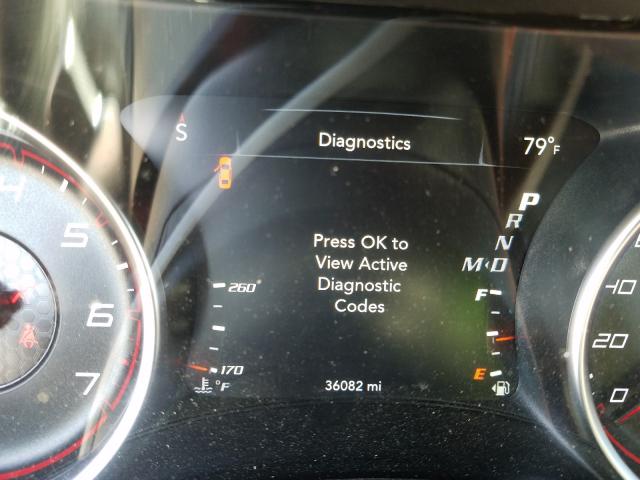 S
Diagnostics
79°F
P
R
N
M◂D
Press OK to
View Active
Diagnostic
Codes
260
170
°F
F
E
36082 mi
4
5
6
7
40
20
0